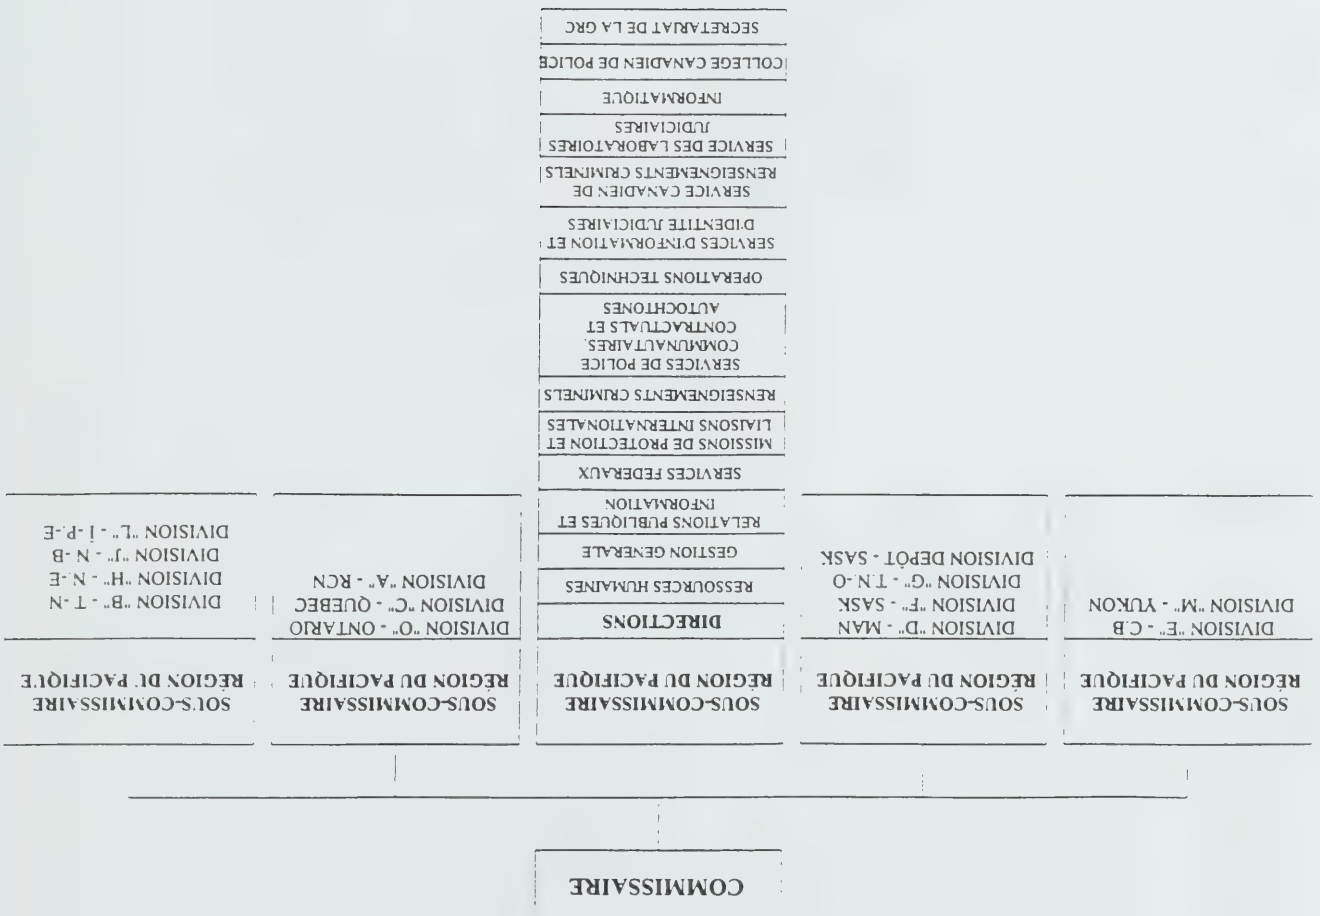 COMMISSAIRE
SOUS-COMMISSAIRE
RÉGION DU PACIFIQUE
DIVISION "E" - C.B
DIVISION "M" - YUKON
SOUS-COMMISSAIRE
RÉGION DU PACIFIQUE
DIVISION "D" - MAN
DIVISION "F" - SASK
DIVISION "G" - T.N.-O
DIVISION DEPÔT - SASK
SOUS-COMMISSAIRE
RÉGION DU PACIFIQUE
DIRECTIONS
RESSOURCES HUMAINES
GESTION GENERALE
RELATIONS PUBLIQUES ET
INFORMATION
SERVICES FEDERAUX
MISSIONS DE PROTECTION ET
LIAISONS INTERNATIONALES
RENSEIGNEMENTS CRIMINELS
SERVICES DE POLICE
COMMUNAUTAIRES,
CONTRACTUALS ET
AUTOCHTONES
OPERATIONS TECHNIQUES
SERVICES D'INFORMATION ET
D'IDENTITE JUDICIAIRES
SERVICE CANADIEN DE
RENSEIGNEMENTS CRIMINELS
SERVICE DES LABORATOIRES
JUDICIAIRES
INFORMATIQUE
COLLEGE CANADIEN DE POLICE
SECRETARIAT DE LA GRC
SOUS-COMMISSAIRE
RÉGION DU PACIFIQUE
DIVISION "O" - ONTARIO
DIVISION "C" - QUEBEC
DIVISION "A" - RCN
SOUS-COMMISSAIRE
RÉGION DU PACIFIQUE
DIVISION "B" - T-N
DIVISION "H" - N.-E
DIVISION "J" - N-B
DIVISION "L" - Î-P.-E